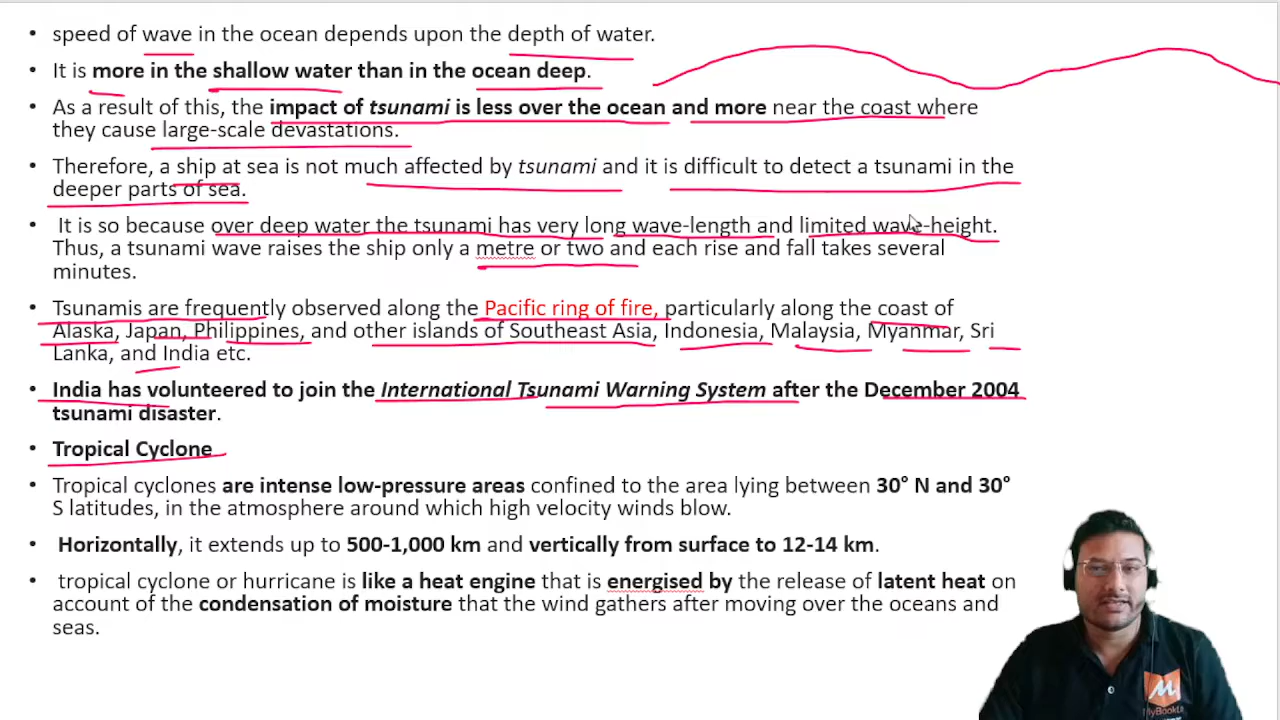 • speed of wave in the ocean depends upon the depth of water.
• It is more in the shallow water than in the ocean deep.
• As a result of this, the impact of tsunami is less over the ocean and more near the coast where
they cause large-scale devastations.
• Therefore, a ship at sea is not much affected by tsunami and it is difficult to detect a tsunami in the
deeper parts of sea.
• It is so because over deep water the tsunami has very long wave-length and limited wave-height.
Thus, a tsunami wave raises the ship only a metre or two and each rise and fall takes several
minutes.
• Tsunamis are frequently observed along the Pacific ring of fire, particularly along the coast of
Alaska, Japan, Philippines, and other islands of Southeast Asia, Indonesia, Malaysia, Myanmar, Sri
Lanka, and India etc.
• India has volunteered to join the International Tsunami Warning System after the December 2004
tsunami disaster.
• Tropical Cyclone
• Tropical cyclones are intense low-pressure areas confined to the area lying between 30° N and 30°
S latitudes, in the atmosphere around which high velocity winds blow.
• Horizontally, it extends up to 500-1,000 km and vertically from surface to 12-14 km.
• tropical cyclone or hurricane is like a heat engine that is energised by the release of latent heat on
account of the condensation of moisture that the wind gathers after moving over the oceans and
seas.